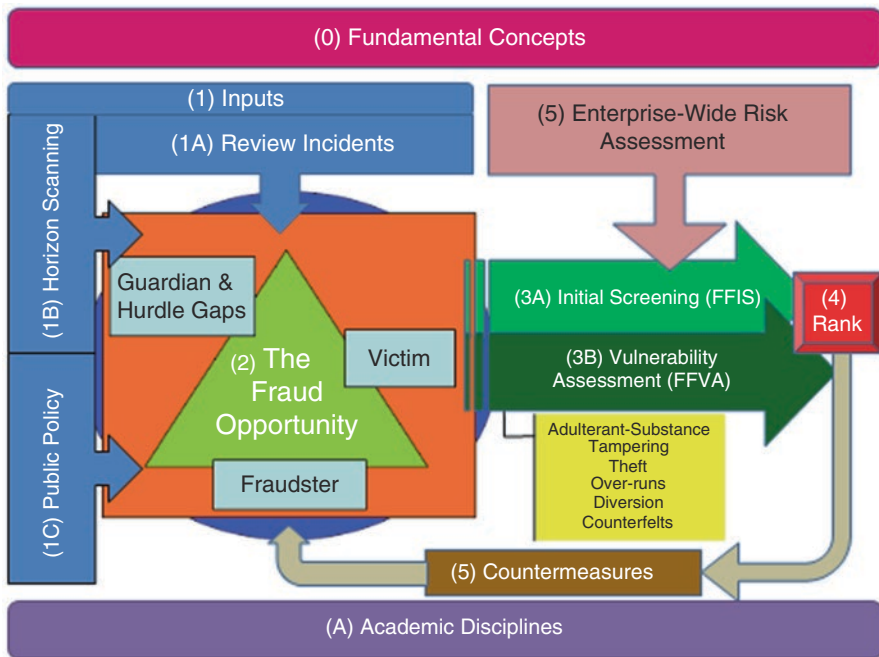 (0) Fundamental Concepts
(1) Inputs
(1A) Review Incidents
(5) Enterprise-Wide Risk
Assessment
(1B) Horizon Scanning
(1C) Public Policy
Guardian &
Hurdle Gaps
(2) The
Fraud
Opportunity
Victim
Fraudster
(3A) Initial Screening (FFIS)
(3B) Vulnerability
Assessment (FFVA)
(4)
Rank
Adulterant-Substance
Tampering
Theft
Over-runs
Diversion
Counterfelts
(5) Countermeasures
(A) Academic Disciplines